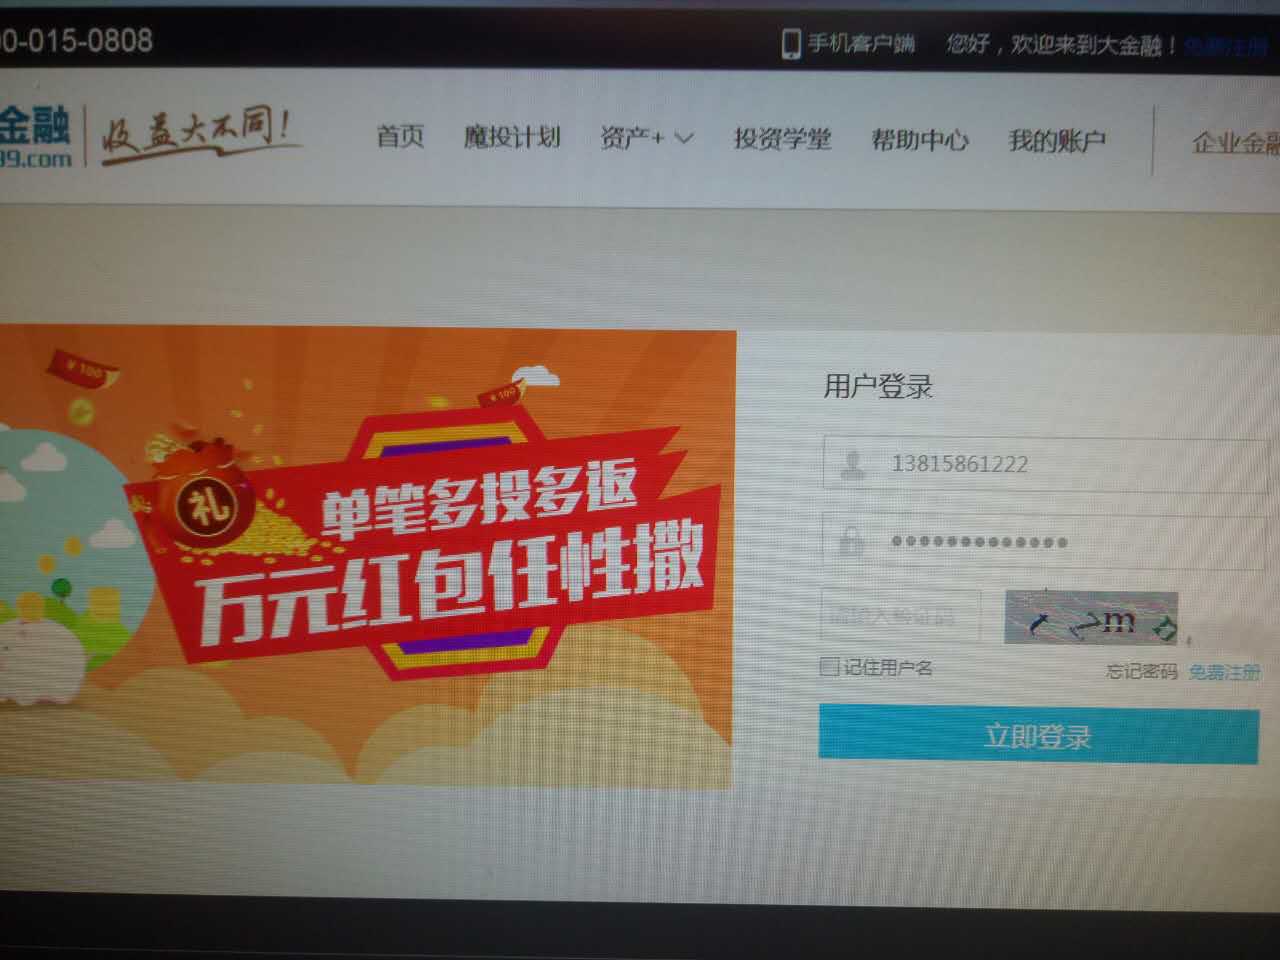 00-015-0808
手机客户端 您好，欢迎来到大金融！免费注册
金融
99.com
收益大不同！
首页 魔投计划 资产+ 投资学堂 帮助中心 我的账户 企业金融
¥100
¥100
礼
单笔多投多返
万元红包任性撒
用户登录
13815861222
请输入验证码
记住用户名 忘记密码 免费注册
立即登录